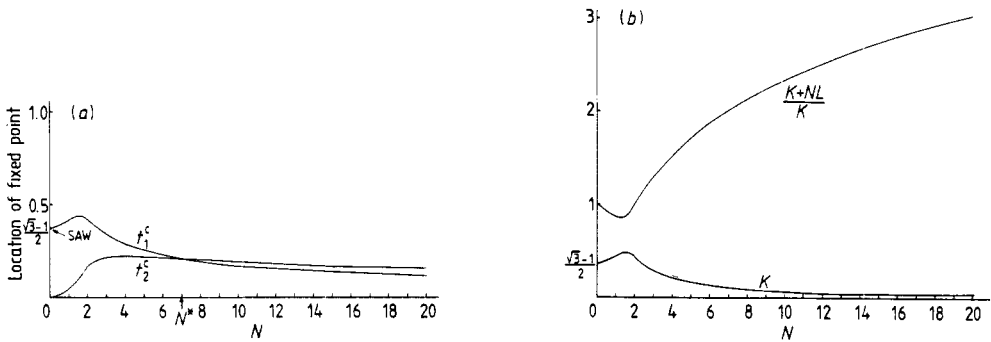 (a)
Location of fixed point
1.0
0.5
√3-1
2
SAW
t₁ᶜ
t₂ᶜ
0 2 4 6 N* 8 10 12 14 16 18 20
N
(b)
3
2
1
√3-1
2
K+NL
K
K
0 2 4 6 8 10 12 14 16 18 20
N